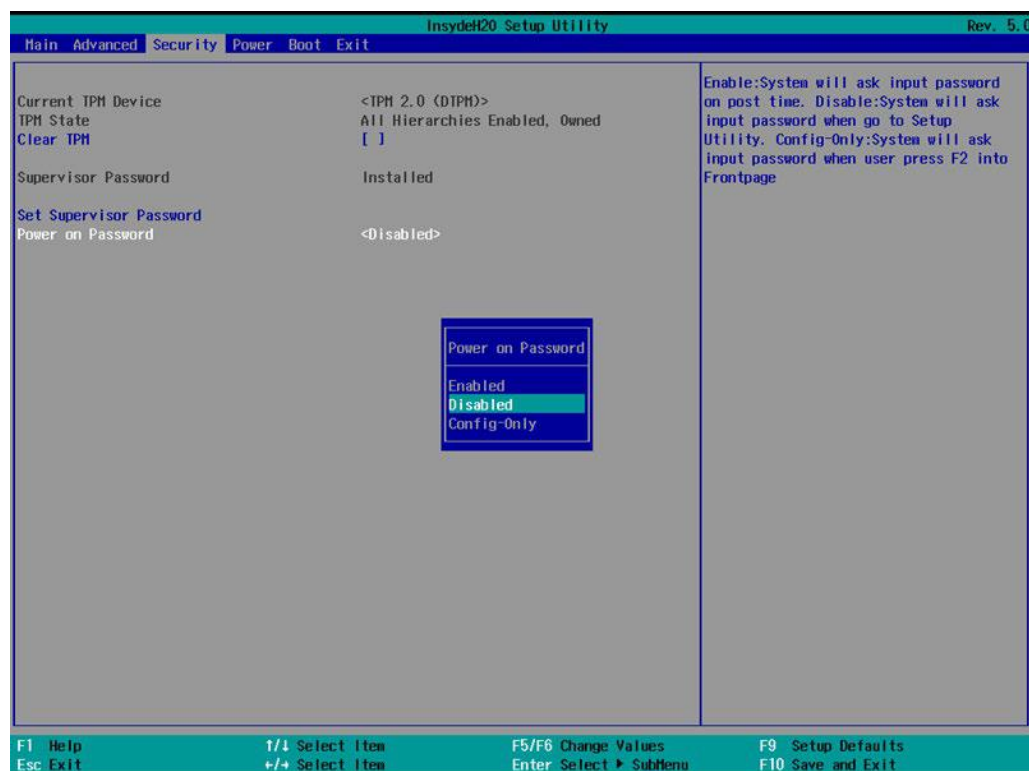 InsydeH20 Setup Utility Rev. 5.0
Main Advanced Security Power Boot Exit
Current TPM Device <TPM 2.0 (DTPM)>
TPM State All Hierarchies Enabled, Owned
Clear TPM [ ]
Supervisor Password Installed
Set Supervisor Password
Power on Password <Disabled>
Enable:System will ask input password
on post time. Disable:System will ask
input password when go to Setup
Utility. Config-Only:System will ask
input password when user press F2 into
Frontpage
Power on Password
Enabled
Disabled
Config-Only
F1 Help ↑/↓ Select Item F5/F6 Change Values F9 Setup Defaults
Esc Exit ←/→ Select Item Enter Select ▶ SubMenu F10 Save and Exit